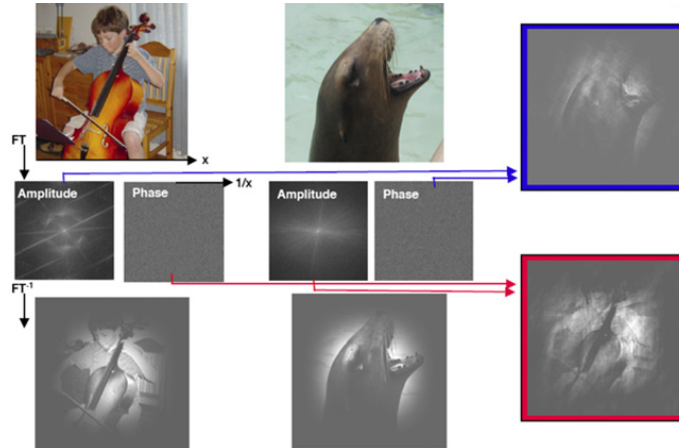 FT
x
1/x
Amplitude
Phase
Amplitude
Phase
FT⁻¹